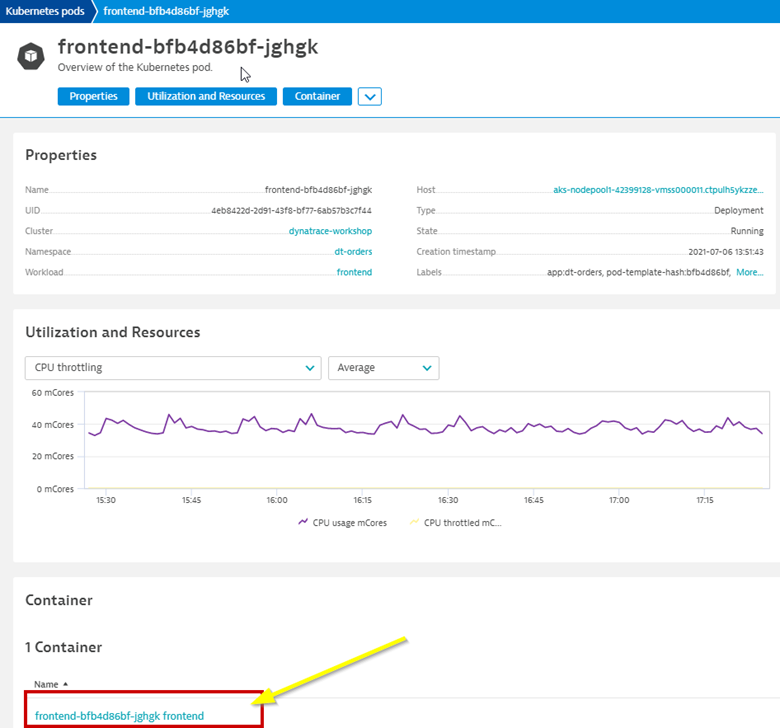 Kubernetes pods frontend-bfb4d86bf-jghgk
frontend-bfb4d86bf-jghgk
Overview of the Kubernetes pod.
Properties Utilization and Resources Container
Properties
Name frontend-bfb4d86bf-jghgk
UID 4eb8422d-2d91-43f8-bf77-6ab57b3c7f44
Cluster dynatrace-workshop
Namespace dt-orders
Workload frontend
Host aks-nodepool1-42399128-vmss000011.ctpulh5ykzze...
Type Deployment
State Running
Creation timestamp 2021-07-06 13:51:43
Labels app:dt-orders, pod-template-hash:bfb4d86bf, More...
Utilization and Resources
CPU throttling Average
60 mCores
40 mCores
20 mCores
0 mCores
15:30 15:45 16:00 16:15 16:30 16:45 17:00 17:15
CPU usage mCores CPU throttled mC...
Container
1 Container
Name
frontend-bfb4d86bf-jghgk frontend